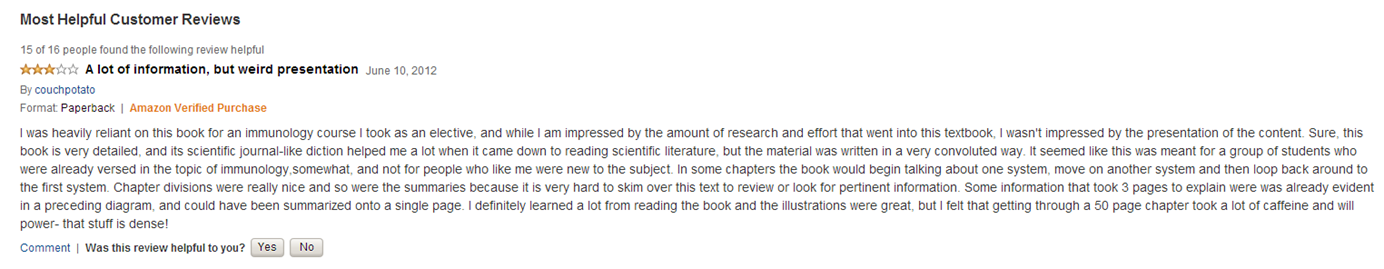 Most Helpful Customer Reviews
15 of 16 people found the following review helpful
A lot of information, but weird presentation June 10, 2012
By couchpotato
Format: Paperback | Amazon Verified Purchase
I was heavily reliant on this book for an immunology course I took as an elective, and while I am impressed by the amount of research and effort that went into this textbook, I wasn't impressed by the presentation of the content. Sure, this
book is very detailed, and its scientific journal-like diction helped me a lot when it came down to reading scientific literature, but the material was written in a very convoluted way. It seemed like this was meant for a group of students who
were already versed in the topic of immunology,somewhat, and not for people who like me were new to the subject. In some chapters the book would begin talking about one system, move on another system and then loop back around to
the first system. Chapter divisions were really nice and so were the summaries because it is very hard to skim over this text to review or look for pertinent information. Some information that took 3 pages to explain were was already evident
in a preceding diagram, and could have been summarized onto a single page. I definitely learned a lot from reading the book and the illustrations were great, but I felt that getting through a 50 page chapter took a lot of caffeine and will
power- that stuff is dense!
Comment | Was this review helpful to you? Yes No